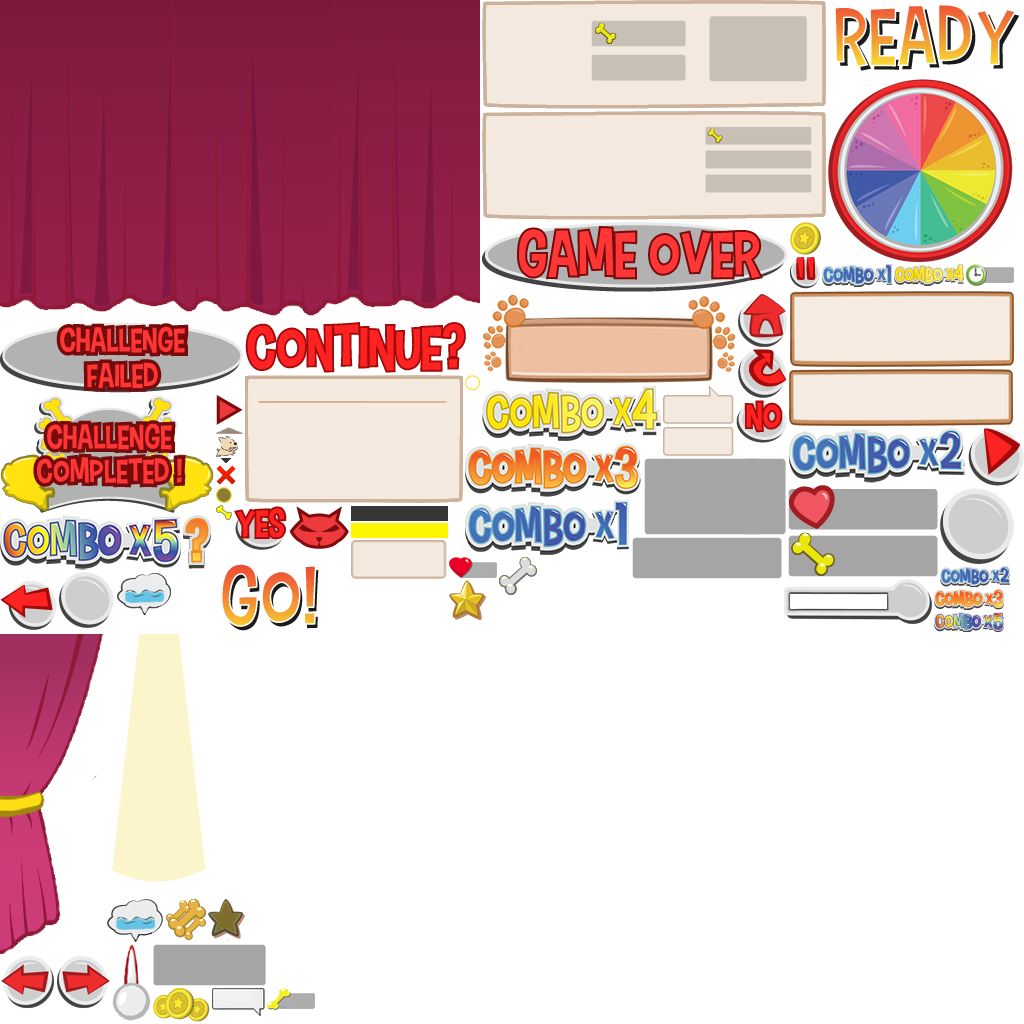 READY
GAME OVER
COMBO x1
COMBO x4
CHALLENGE
FAILED
CONTINUE?
COMBO x4
NO
CHALLENGE
COMPLETED !
COMBO x3
COMBO x2
COMBO x5
?
YES
COMBO x1
GO!
COMBO x2
COMBO x3
COMBO x5